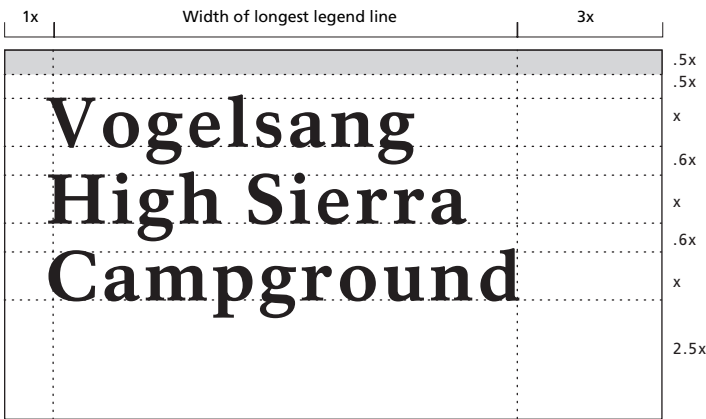 1x Width of longest legend line 3x
.5x
.5x
Vogelsang x
.6x
High Sierra x
.6x
Campground x
2.5x